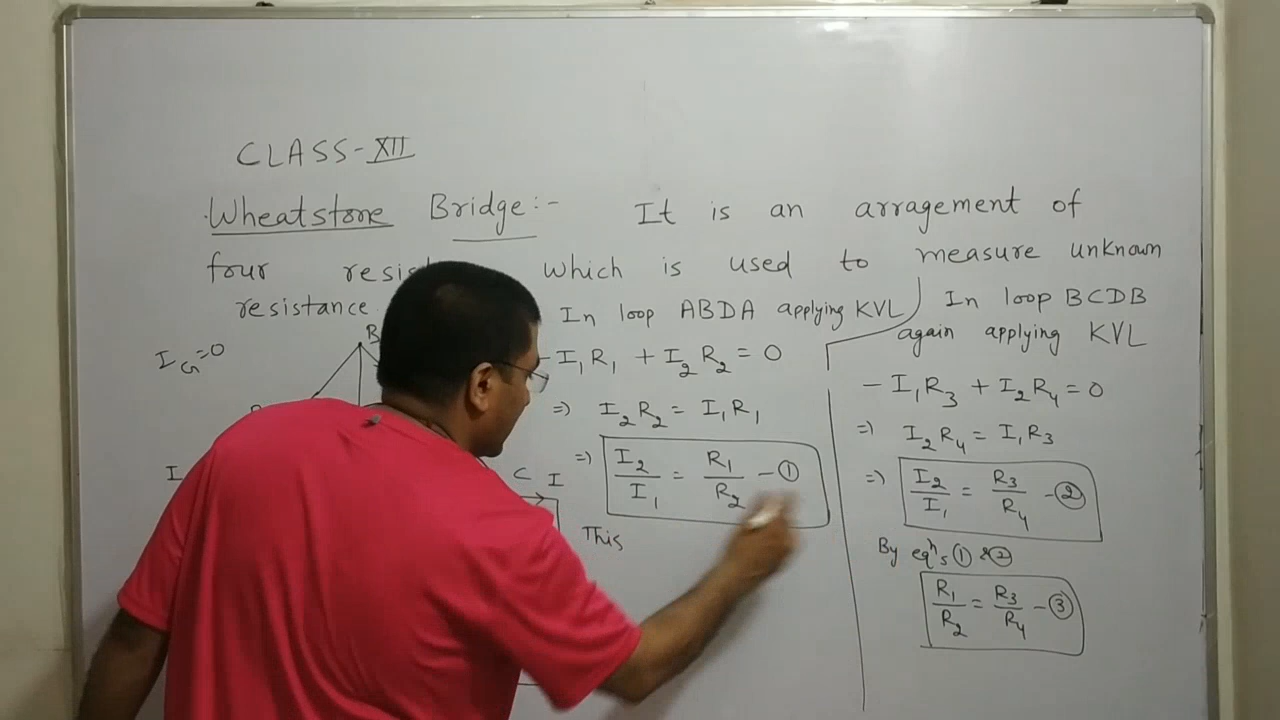 CLASS-XII
Wheatstone Bridge:- It is an arragement of
four which is used to measure unknown
resistance
I_G=0
B
I
C I
In loop ABDA applying KVL
-I₁R₁ + I₂R₂ = 0
=) I₂R₂ = I₁R₁
=) I₂/I₁ = R₁/R₂ - ①
This
In loop BCDB
again applying KVL
- I₁R₃ + I₂R₄ = 0
=) I₂R₄ = I₁R₃
=) I₂/I₁ = R₃/R₄ - ②
By eqⁿs ① & ②
R₁/R₂ = R₃/R₄ - ③